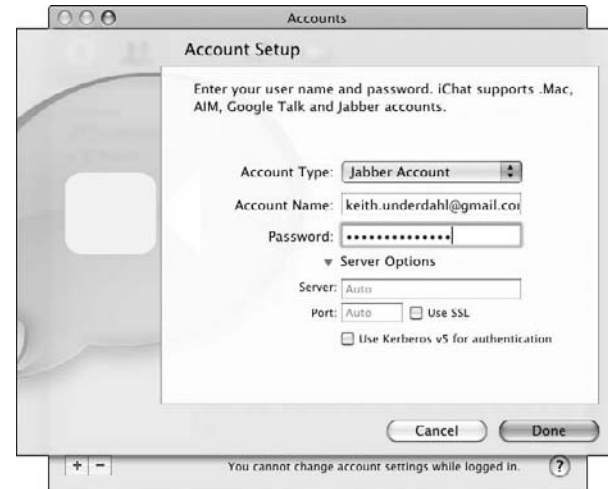 Accounts
Account Setup
Enter your user name and password. iChat supports .Mac,
AIM, Google Talk and Jabber accounts.
Account Type: Jabber Account
Account Name: keith.underdahl@gmail.co
Password: ••••••••••••••
Server Options
Server: Auto
Port: Auto Use SSL
Use Kerberos v5 for authentication
Cancel Done
+ − You cannot change account settings while logged in. ?